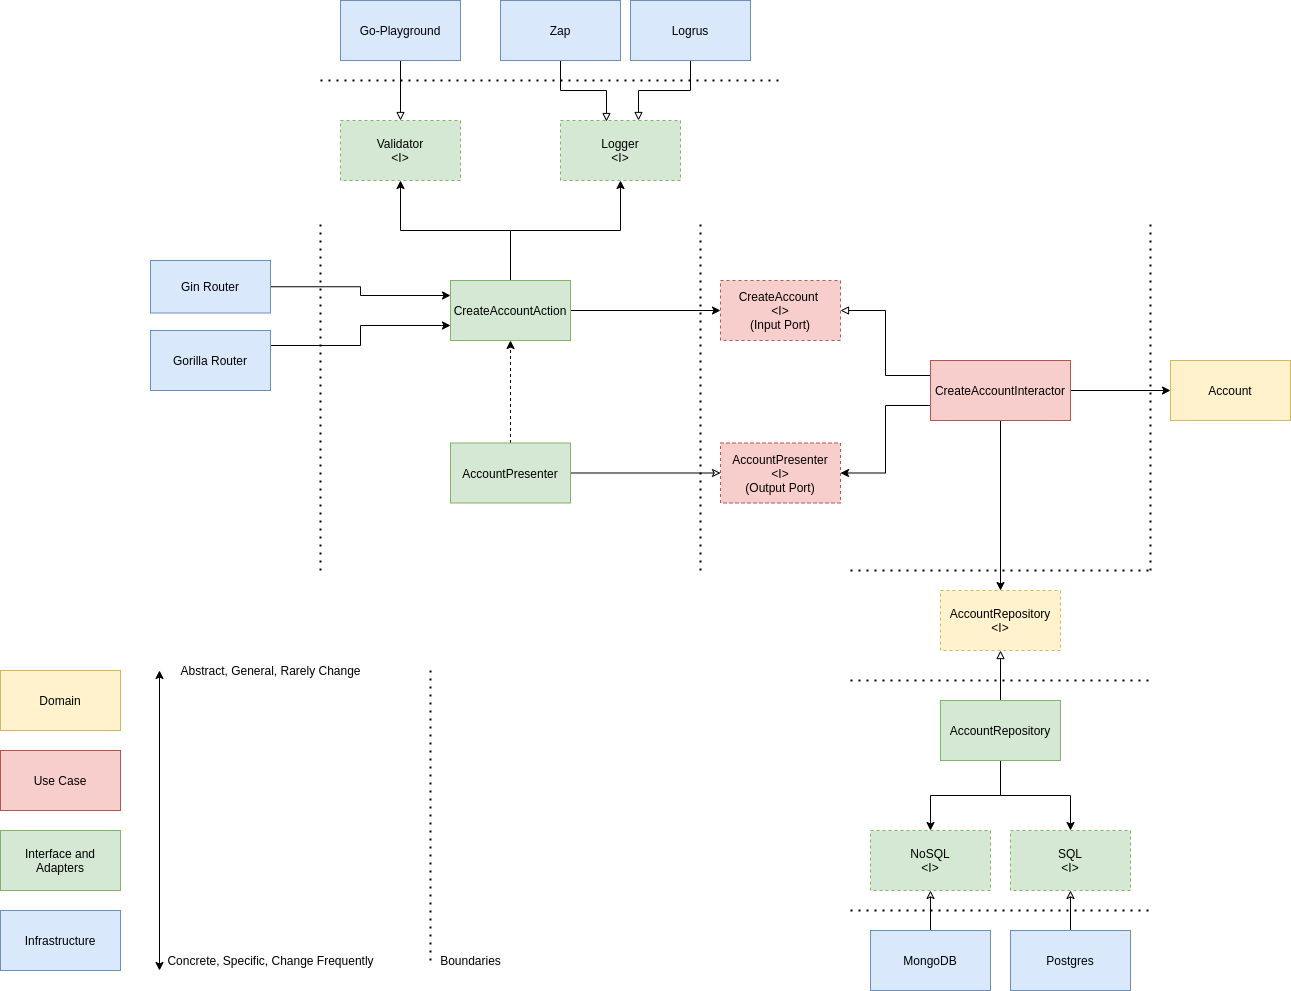 Go-Playground
Zap
Logrus
Validator
<I>
Logger
<I>
Gin Router
Gorilla Router
CreateAccountAction
CreateAccount
<I>
(Input Port)
CreateAccountInteractor
Account
AccountPresenter
AccountPresenter
<I>
(Output Port)
AccountRepository
<I>
Domain
Abstract, General, Rarely Change
AccountRepository
Use Case
Interface and
Adapters
NoSQL
<I>
SQL
<I>
Infrastructure
Concrete, Specific, Change Frequently
Boundaries
MongoDB
Postgres